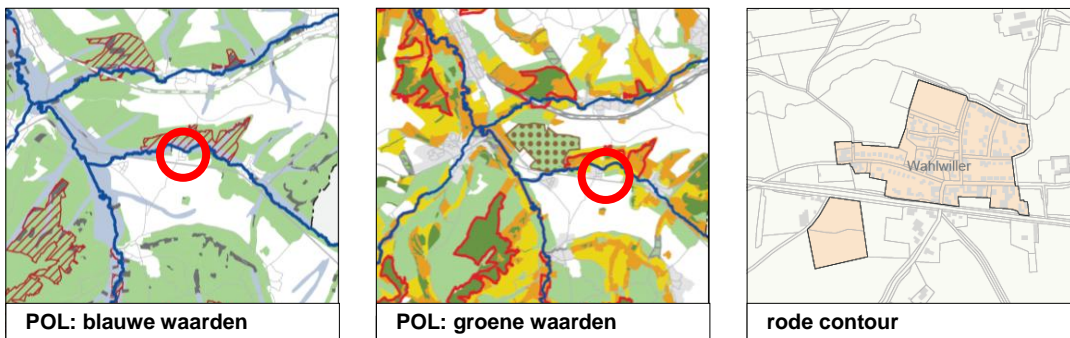 Wahlwiller
POL: blauwe waarden
POL: groene waarden
rode contour